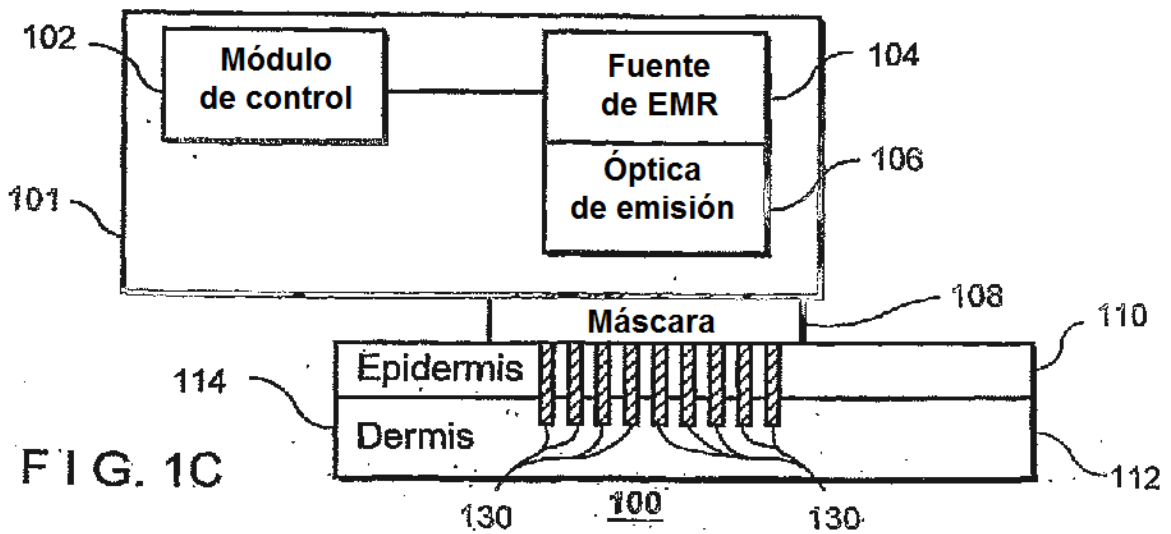 102
Módulo
de control
Fuente
de EMR
104
Óptica
de emisión
106
101
Máscara
108
110
Epidermis
114
Dermis
112
FIG. 1C
130
100
130